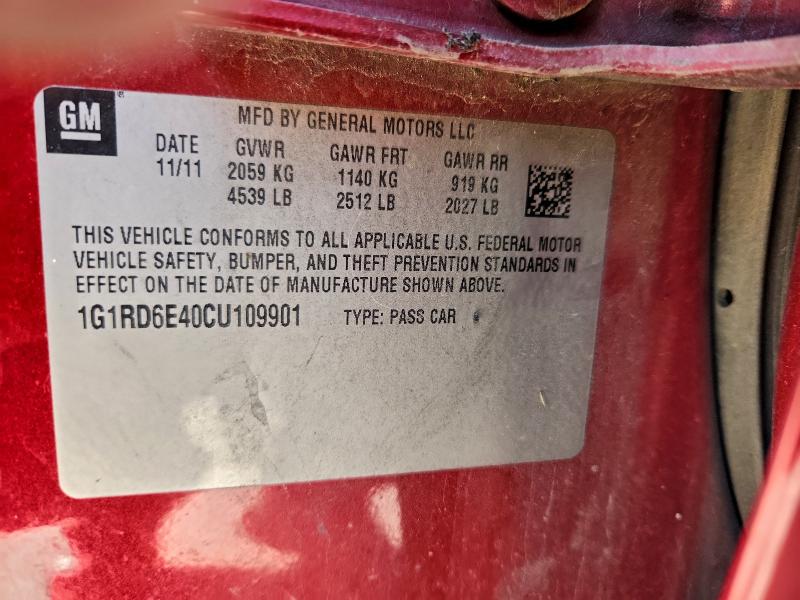 GM
MFD BY GENERAL MOTORS LLC
DATE GVWR GAWR FRT GAWR RR
11/11 2059 KG 1140 KG 919 KG
4539 LB 2512 LB 2027 LB
THIS VEHICLE CONFORMS TO ALL APPLICABLE U.S. FEDERAL MOTOR
VEHICLE SAFETY, BUMPER, AND THEFT PREVENTION STANDARDS IN
EFFECT ON THE DATE OF MANUFACTURE SHOWN ABOVE.
1G1RD6E40CU109901 TYPE: PASS CAR